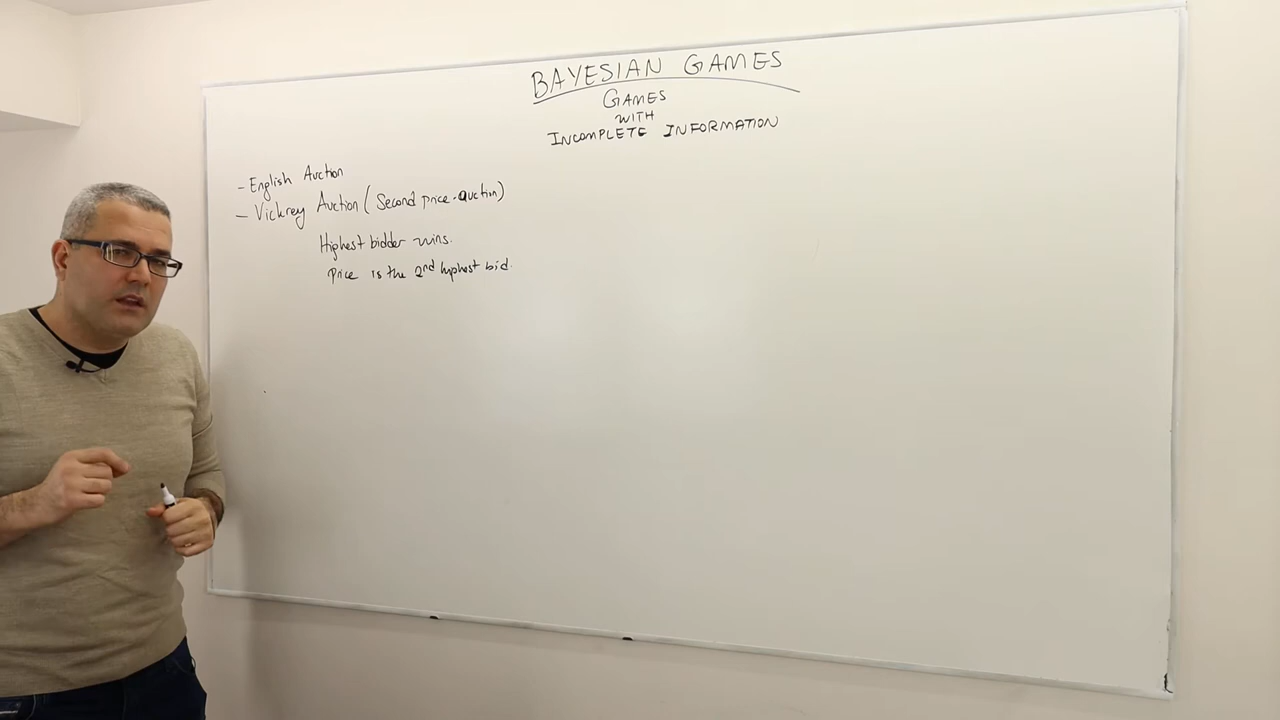 BAYESIAN GAMES
GAMES
WITH
INCOMPLETE INFORMATION
- English Auction
- Vickrey Auction (Second price-auction)
Highest bidder wins.
Price is the 2nd highest bid.